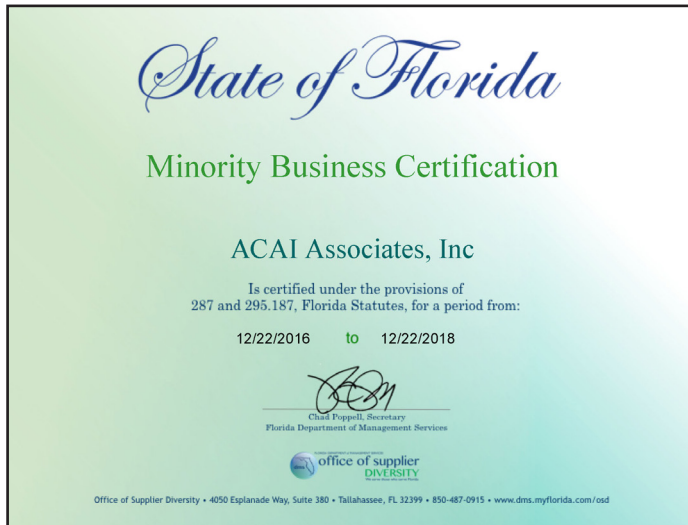 State of Florida
Minority Business Certification
ACAI Associates, Inc
Is certified under the provisions of
287 and 295.187, Florida Statutes, for a period from:
12/22/2016 to 12/22/2018
Chad Poppell, Secretary
Florida Department of Management Services
office of supplier
DIVERSITY
Office of Supplier Diversity • 4050 Esplanade Way, Suite 380 • Tallahassee, FL 32399 • 850-487-0915 • www.dms.myflorida.com/osd